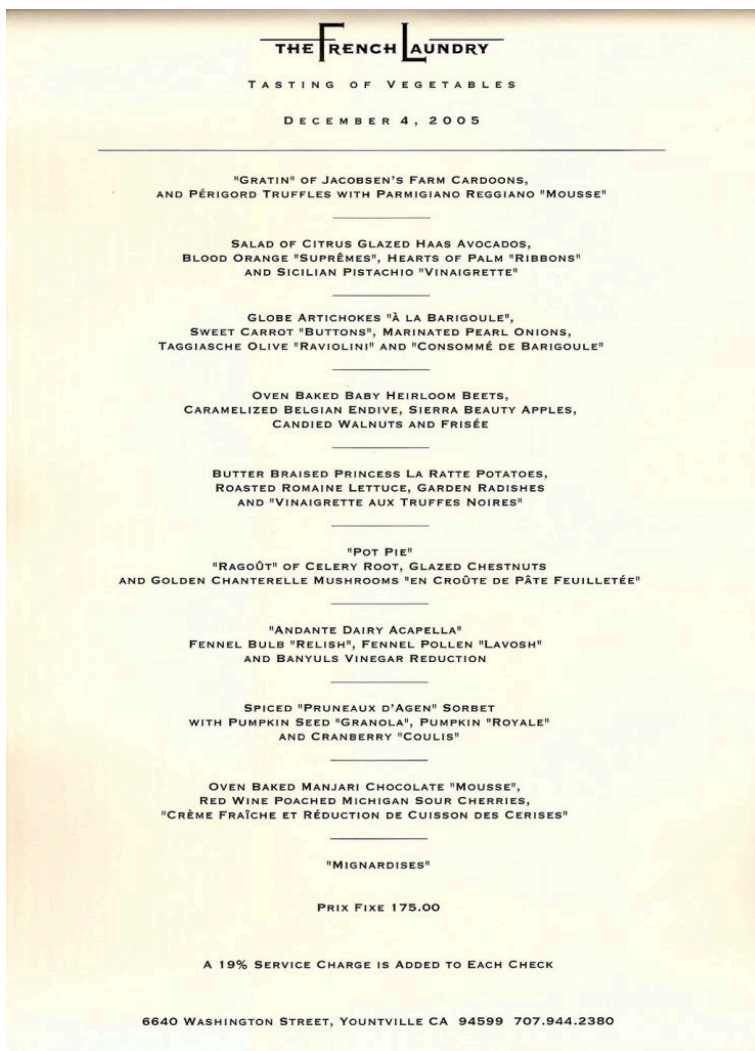 THE FRENCH LAUNDRY
TASTING OF VEGETABLES
DECEMBER 4, 2005
"GRATIN" OF JACOBSEN'S FARM CARDOONS,
AND PÉRIGORD TRUFFLES WITH PARMIGIANO REGGIANO "MOUSSE"
SALAD OF CITRUS GLAZED HAAS AVOCADOS,
BLOOD ORANGE "SUPRÊMES", HEARTS OF PALM "RIBBONS"
AND SICILIAN PISTACHIO "VINAIGRETTE"
GLOBE ARTICHOKES "À LA BARIGOULE",
SWEET CARROT "BUTTONS", MARINATED PEARL ONIONS,
TAGGIASCHE OLIVE "RAVIOLINI" AND "CONSOMMÉ DE BARIGOULE"
OVEN BAKED BABY HEIRLOOM BEETS,
CARAMELIZED BELGIAN ENDIVE, SIERRA BEAUTY APPLES,
CANDIED WALNUTS AND FRISÉE
BUTTER BRAISED PRINCESS LA RATTE POTATOES,
ROASTED ROMAINE LETTUCE, GARDEN RADISHES
AND "VINAIGRETTE AUX TRUFFES NOIRES"
"POT PIE"
"RAGOÛT" OF CELERY ROOT, GLAZED CHESTNUTS
AND GOLDEN CHANTERELLE MUSHROOMS "EN CROÛTE DE PÂTE FEUILLETÉE"
"ANDANTE DAIRY ACAPELLA"
FENNEL BULB "RELISH", FENNEL POLLEN "LAVOSH"
AND BANYULS VINEGAR REDUCTION
SPICED "PRUNEAUX D'AGEN" SORBET
WITH PUMPKIN SEED "GRANOLA", PUMPKIN "ROYALE"
AND CRANBERRY "COULIS"
OVEN BAKED MANJARI CHOCOLATE "MOUSSE",
RED WINE POACHED MICHIGAN SOUR CHERRIES,
"CRÈME FRAÎCHE ET RÉDUCTION DE CUISSON DES CERISES"
"MIGNARDISES"
PRIX FIXE 175.00
A 19% SERVICE CHARGE IS ADDED TO EACH CHECK
6640 WASHINGTON STREET, YOUNTVILLE CA 94599 707.944.2380